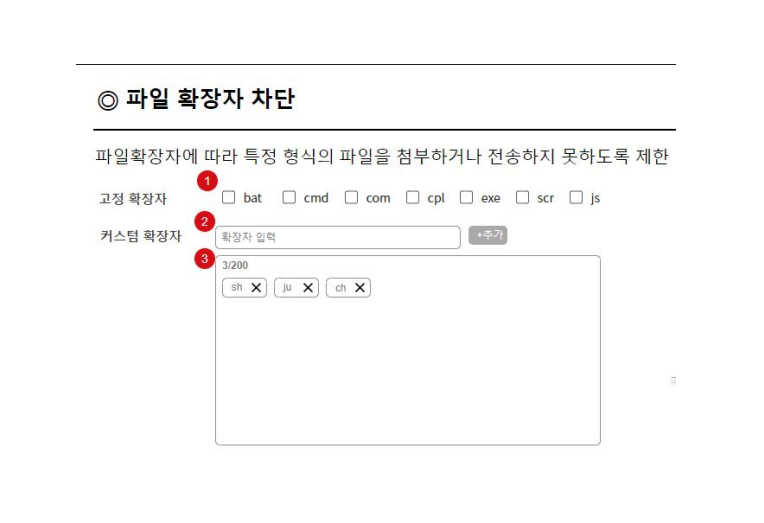 ◎ 파일 확장자 차단
파일확장자에 따라 특정 형식의 파일을 첨부하거나 전송하지 못하도록 제한
1
고정 확장자 bat cmd com cpl exe scr js
2
커스텀 확장자 확장자 입력 +추가
3
3/200
sh X ju X ch X